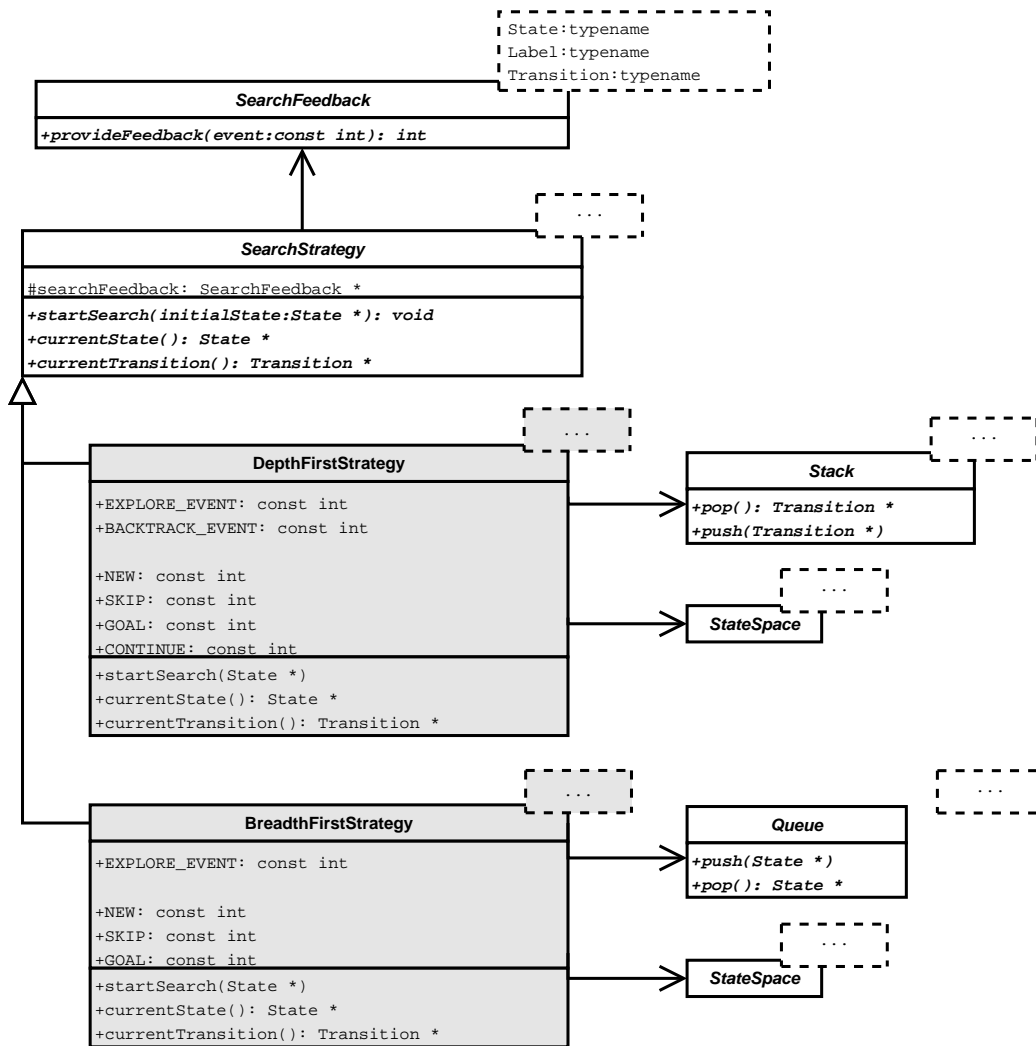 State:typename
Label:typename
Transition:typename
SearchFeedback
+provideFeedback(event:const int): int
...
SearchStrategy
#searchFeedback: SearchFeedback *
+startSearch(initialState:State *): void
+currentState(): State *
+currentTransition(): Transition *
...
DepthFirstStrategy
+EXPLORE_EVENT: const int
+BACKTRACK_EVENT: const int
+NEW: const int
+SKIP: const int
+GOAL: const int
+CONTINUE: const int
+startSearch(State *)
+currentState(): State *
+currentTransition(): Transition *
...
Stack
+pop(): Transition *
+push(Transition *)
...
StateSpace
...
BreadthFirstStrategy
+EXPLORE_EVENT: const int
+NEW: const int
+SKIP: const int
+GOAL: const int
+startSearch(State *)
+currentState(): State *
+currentTransition(): Transition *
...
Queue
+push(State *)
+pop(): State *
...
StateSpace